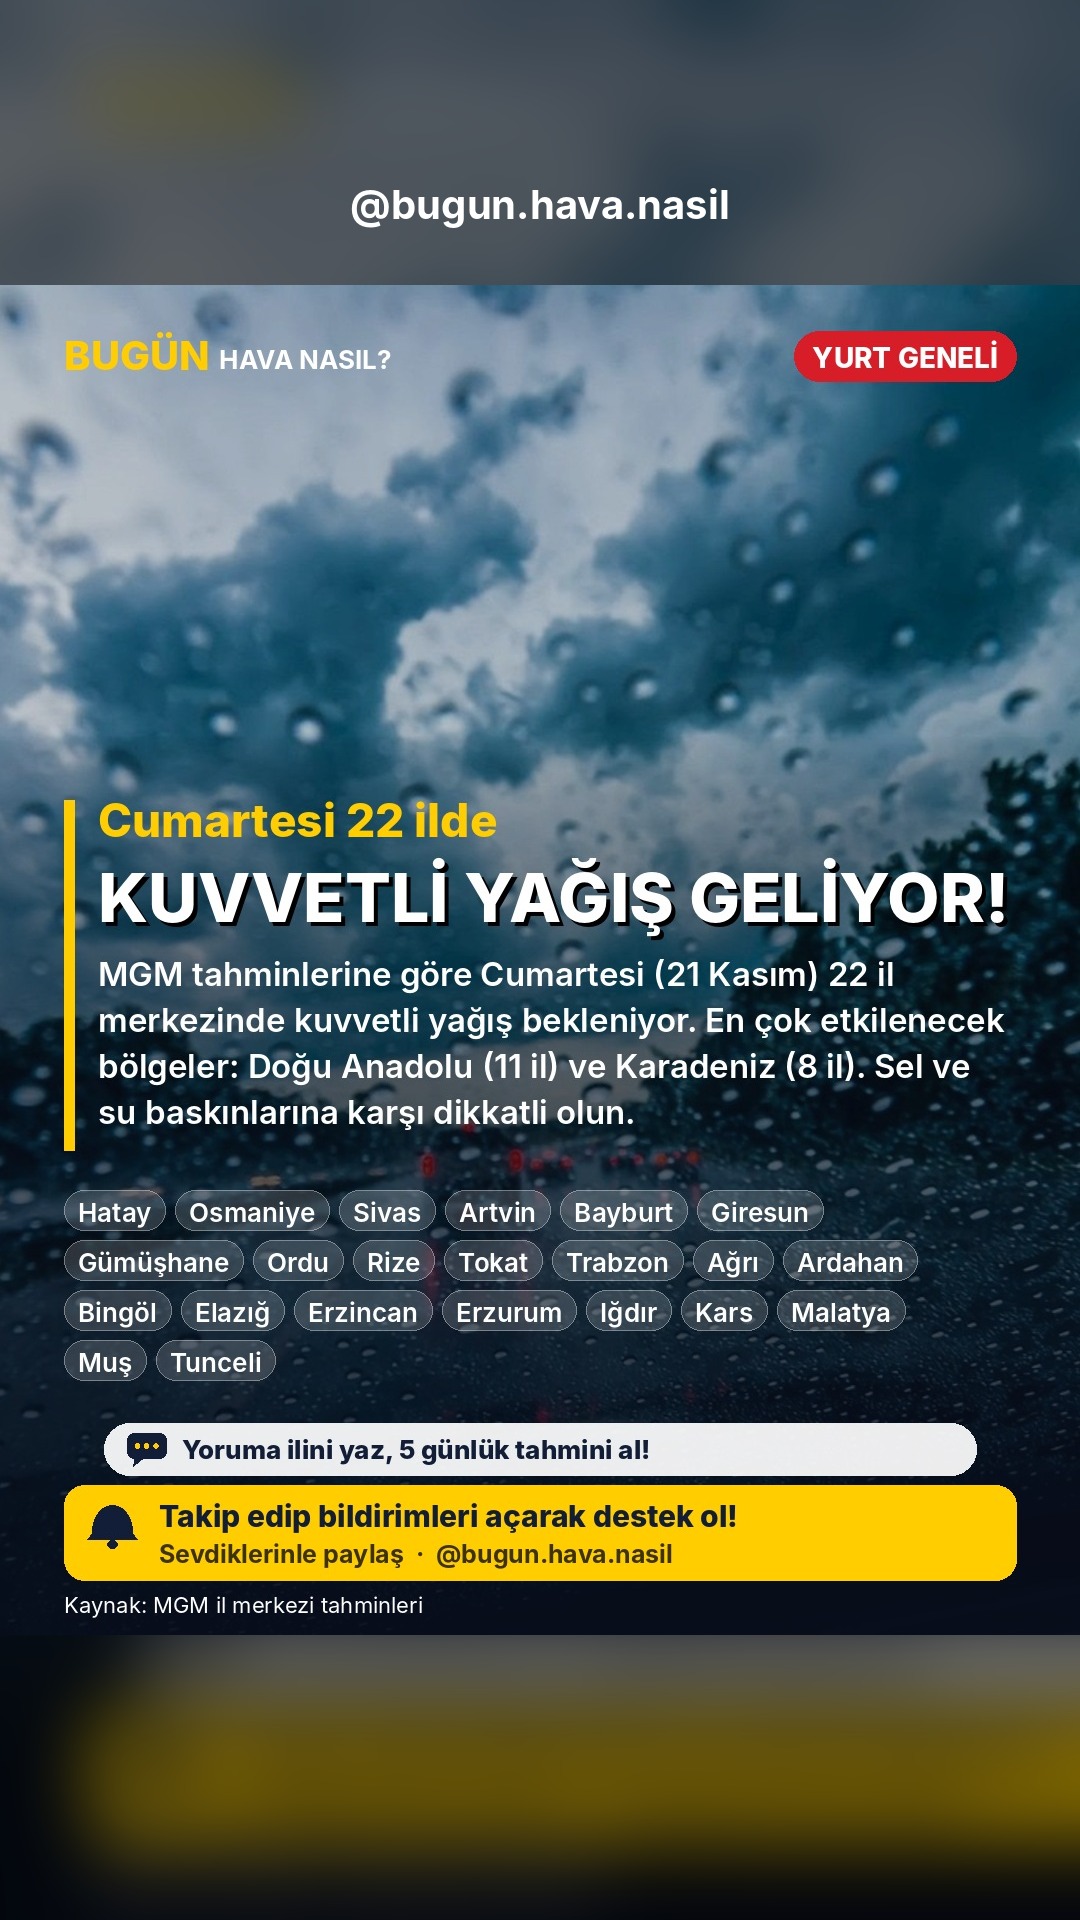 @bugun.hava.nasil
BUGÜN HAVA NASIL?
YURT GENELİ
Cumartesi 22 ilde
KUVVETLİ YAĞIŞ GELİYOR!
MGM tahminlerine göre Cumartesi (21 Kasım) 22 il
merkezinde kuvvetli yağış bekleniyor. En çok etkilenecek
bölgeler: Doğu Anadolu (11 il) ve Karadeniz (8 il). Sel ve
su baskınlarına karşı dikkatli olun.
Hatay Osmaniye Sivas Artvin Bayburt Giresun
Gümüşhane Ordu Rize Tokat Trabzon Ağrı Ardahan
Bingöl Elazığ Erzincan Erzurum Iğdır Kars Malatya
Muş Tunceli
Yoruma ilini yaz, 5 günlük tahmini al!
Takip edip bildirimleri açarak destek ol!
Sevdiklerinle paylaş · @bugun.hava.nasil
Kaynak: MGM il merkezi tahminleri